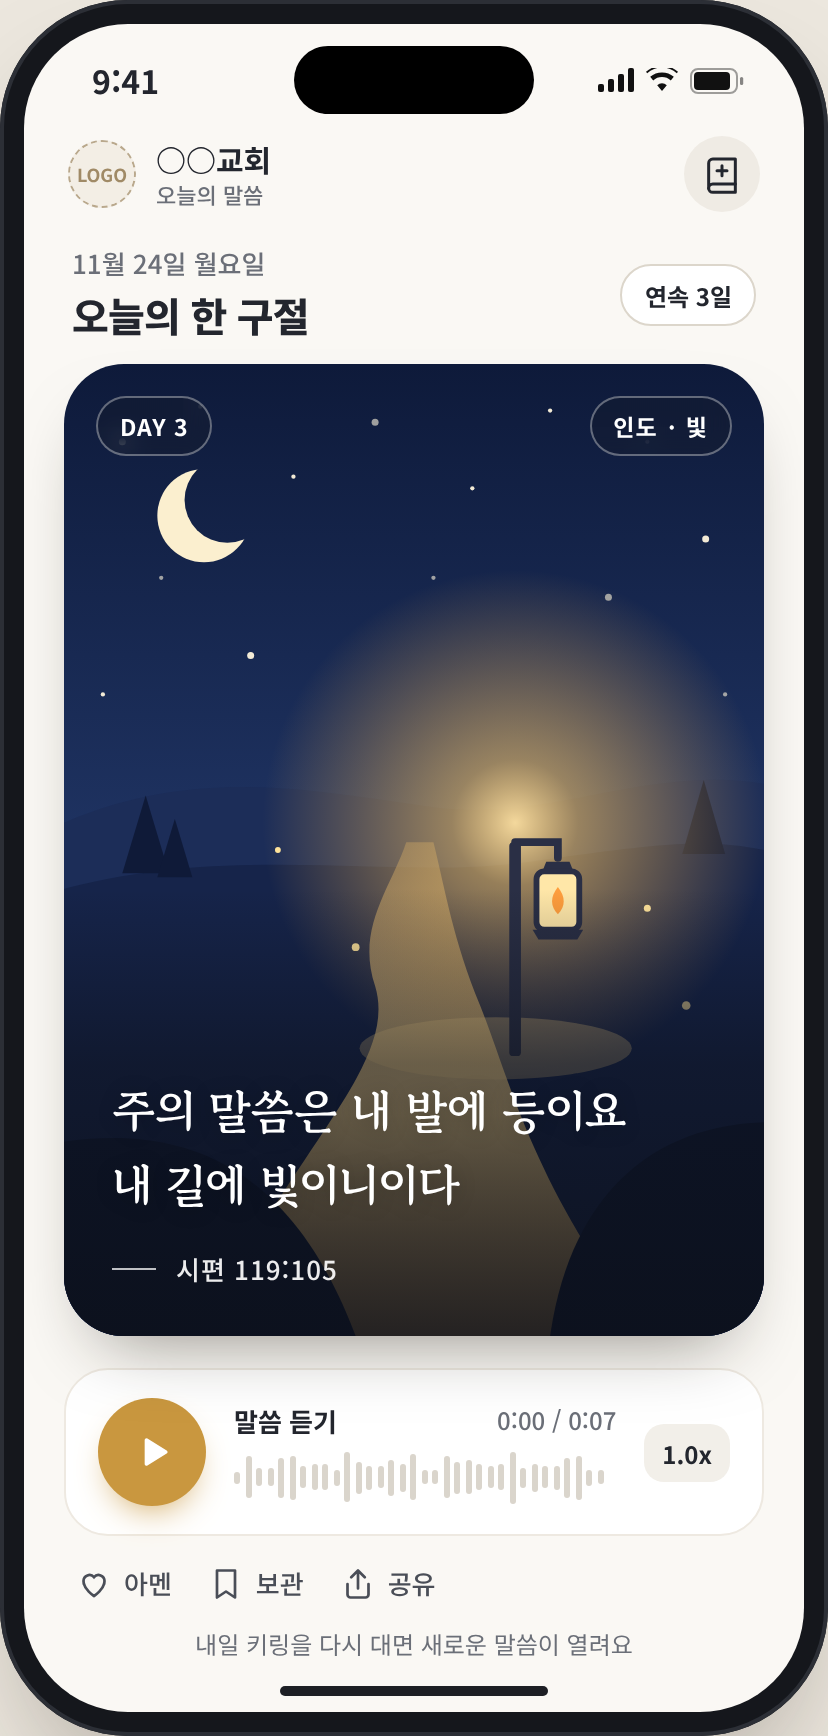 9:41
LOGO
○○교회
오늘의 말씀
11월 24일 월요일
오늘의 한 구절
연속 3일
DAY 3
인도 · 빛
주의 말씀은 내 발에 등이요
내 길에 빛이니이다
시편 119:105
말씀 듣기
0:00 / 0:07
1.0x
아멘
보관
공유
내일 키링을 다시 대면 새로운 말씀이 열려요